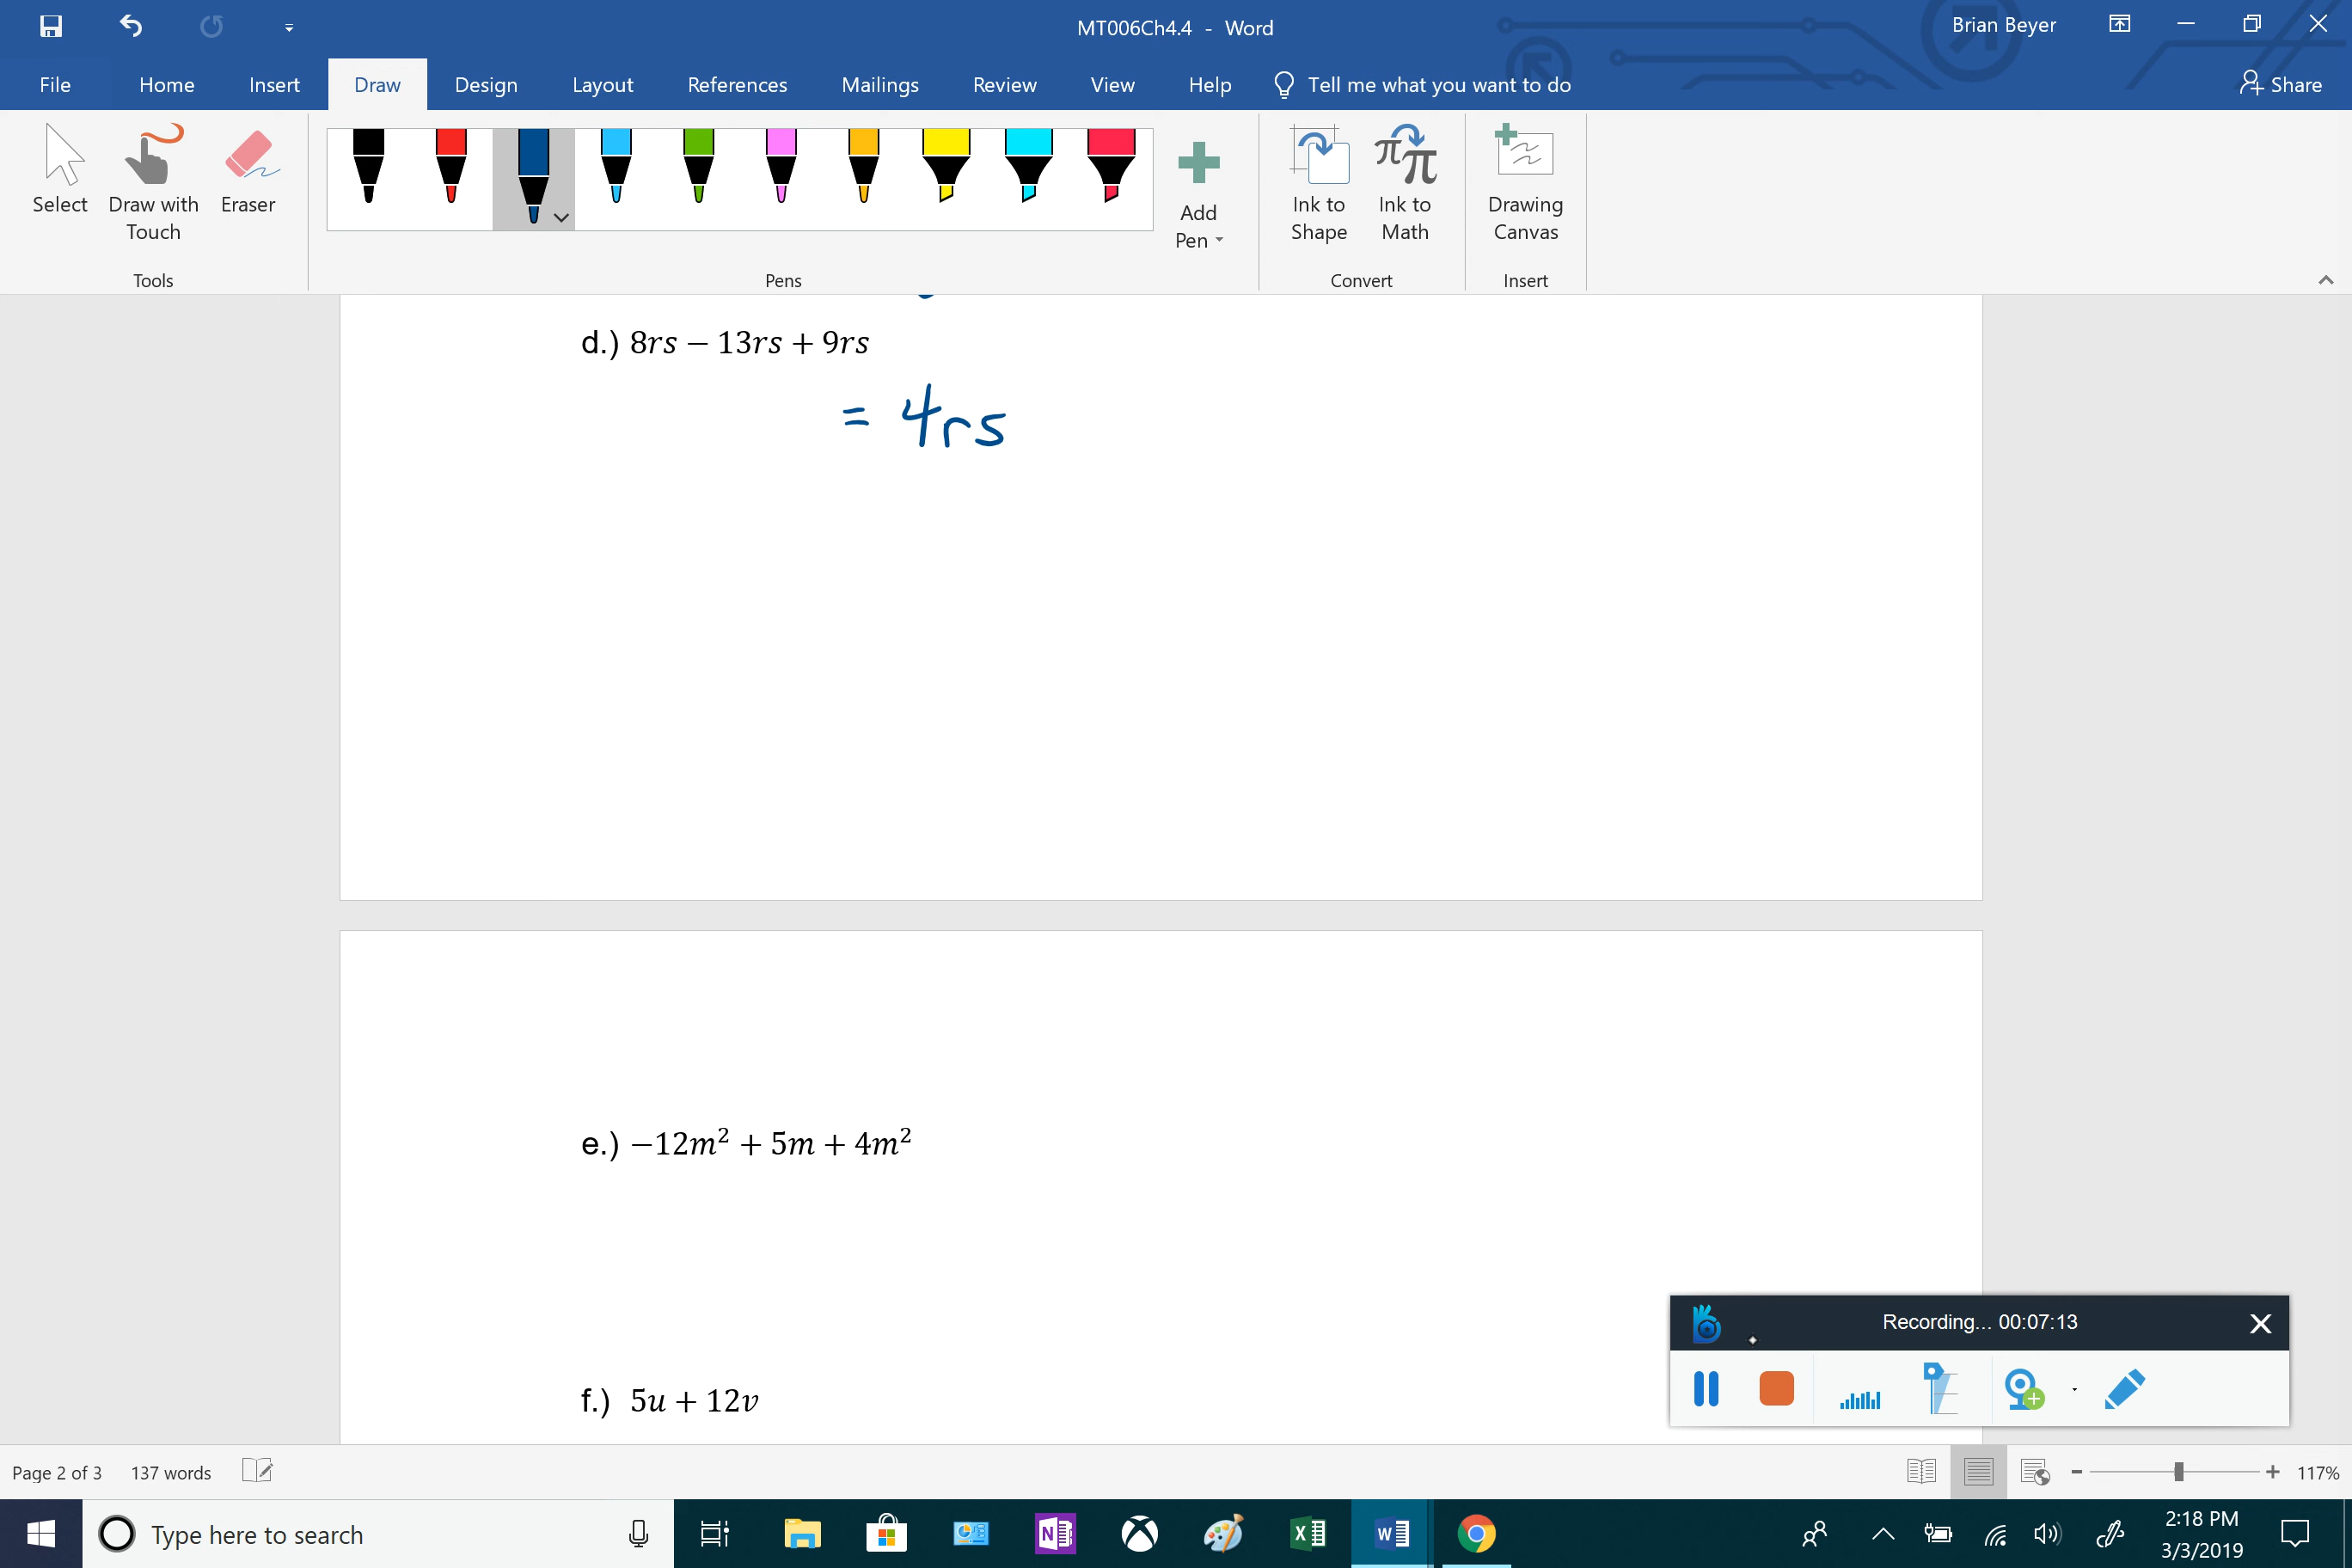 MT006Ch4.4 - Word
Brian Beyer
File Home Insert Draw Design Layout References Mailings Review View Help Tell me what you want to do Share
Select Draw with Touch Eraser Add Pen Ink to Shape Ink to Math Drawing Canvas
Tools Pens Convert Insert
d.) 8rs − 13rs + 9rs
= 4rs
e.) −12m² + 5m + 4m²
f.) 5u + 12v
Recording... 00:07:13
Page 2 of 3 137 words 117%
Type here to search
2:18 PM
3/3/2019